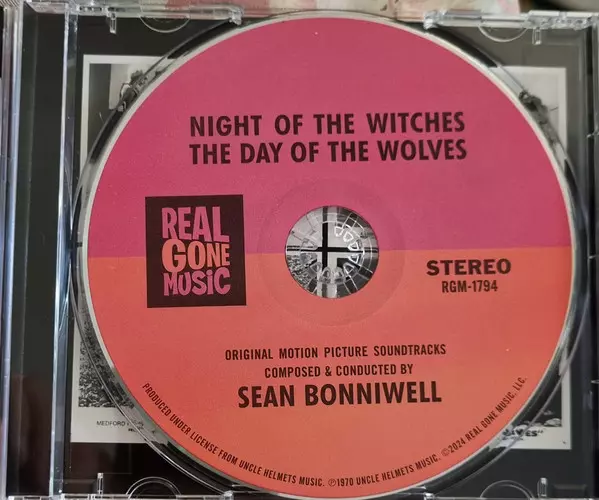 NIGHT OF THE WITCHES
THE DAY OF THE WOLVES
REAL
GONE
MUSIC
STEREO
RGM-1794
ORIGINAL MOTION PICTURE SOUNDTRACKS
COMPOSED & CONDUCTED BY
SEAN BONNIWELL
PRODUCED UNDER LICENSE FROM UNCLE HELMETS MUSIC. ℗1970 UNCLE HELMETS MUSIC. ©2024 REAL GONE MUSIC, LLC.
MEDFORD